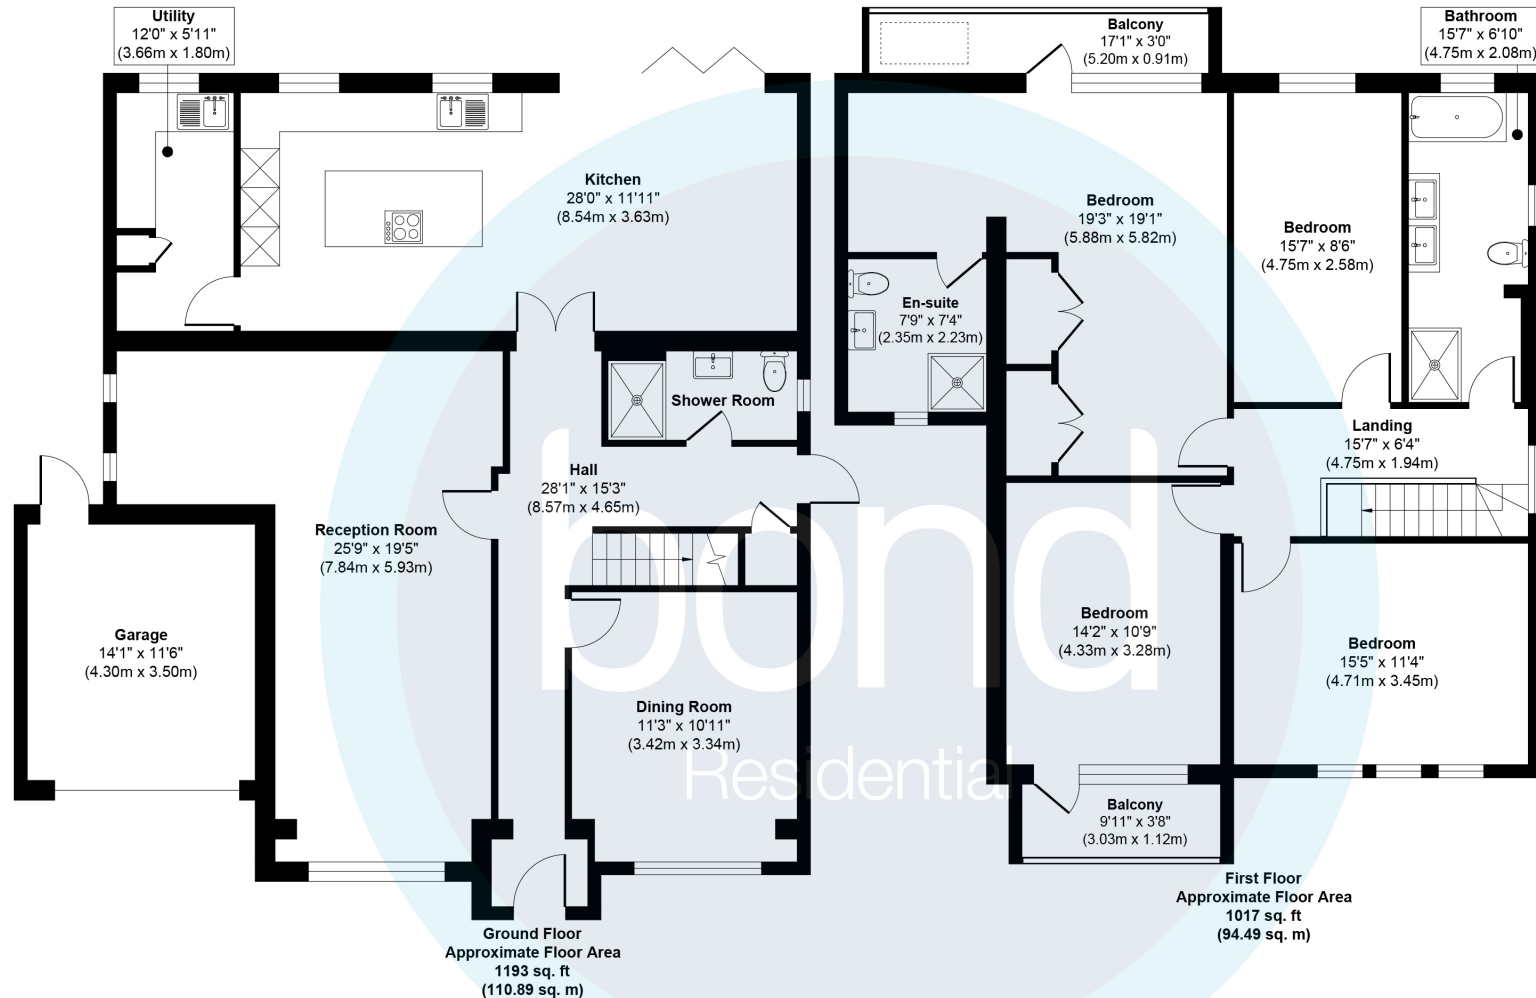 Utility
12'0" x 5'11"
(3.66m x 1.80m)
Balcony
17'1" x 3'0"
(5.20m x 0.91m)
Bathroom
15'7" x 6'10"
(4.75m x 2.08m)
Kitchen
28'0" x 11'11"
(8.54m x 3.63m)
Bedroom
19'3" x 19'1"
(5.88m x 5.82m)
Bedroom
15'7" x 8'6"
(4.75m x 2.58m)
En-suite
7'9" x 7'4"
(2.35m x 2.23m)
Shower Room
Landing
15'7" x 6'4"
(4.75m x 1.94m)
Hall
28'1" x 15'3"
(8.57m x 4.65m)
Reception Room
25'9" x 19'5"
(7.84m x 5.93m)
bond
Residential
Garage
14'1" x 11'6"
(4.30m x 3.50m)
Bedroom
14'2" x 10'9"
(4.33m x 3.28m)
Bedroom
15'5" x 11'4"
(4.71m x 3.45m)
Dining Room
11'3" x 10'11"
(3.42m x 3.34m)
Balcony
9'11" x 3'8"
(3.03m x 1.12m)
First Floor
Approximate Floor Area
1017 sq. ft
(94.49 sq. m)
Ground Floor
Approximate Floor Area
1193 sq. ft
(110.89 sq. m)